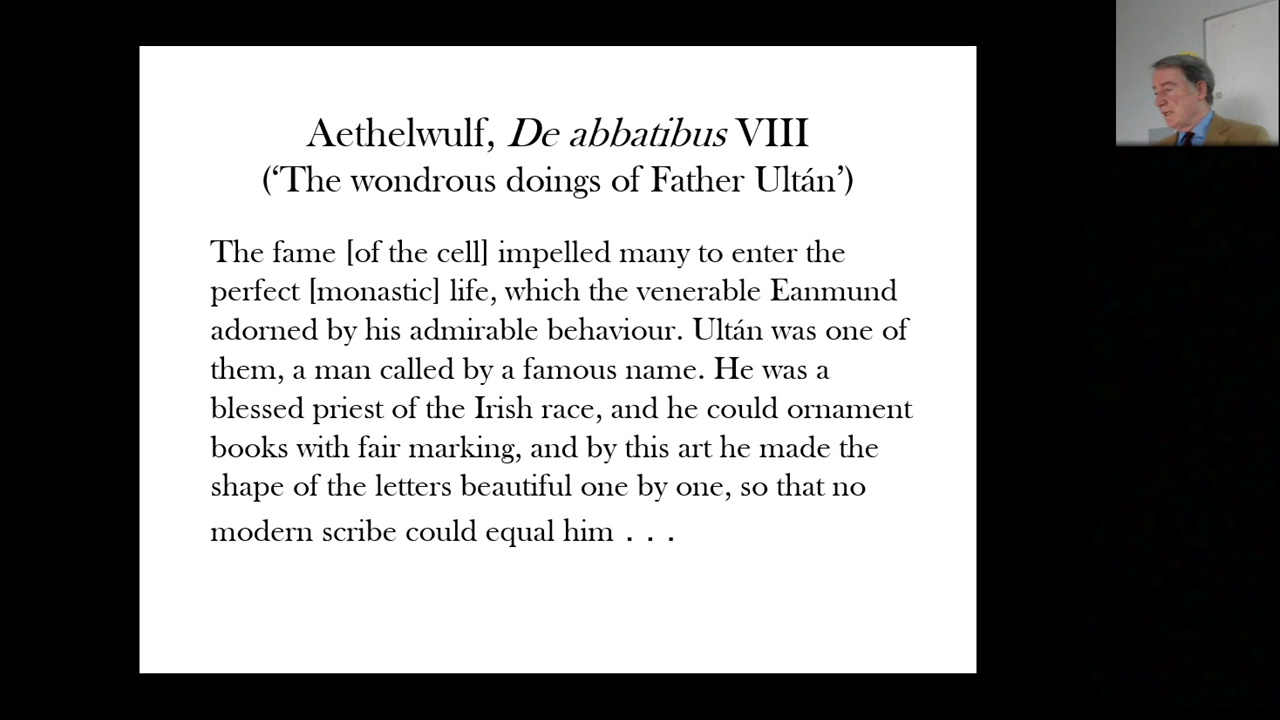 Aethelwulf, De abbatibus VIII
(‘The wondrous doings of Father Ultán’)
The fame [of the cell] impelled many to enter the
perfect [monastic] life, which the venerable Eanmund
adorned by his admirable behaviour. Ultán was one of
them, a man called by a famous name. He was a
blessed priest of the Irish race, and he could ornament
books with fair marking, and by this art he made the
shape of the letters beautiful one by one, so that no
modern scribe could equal him . . .